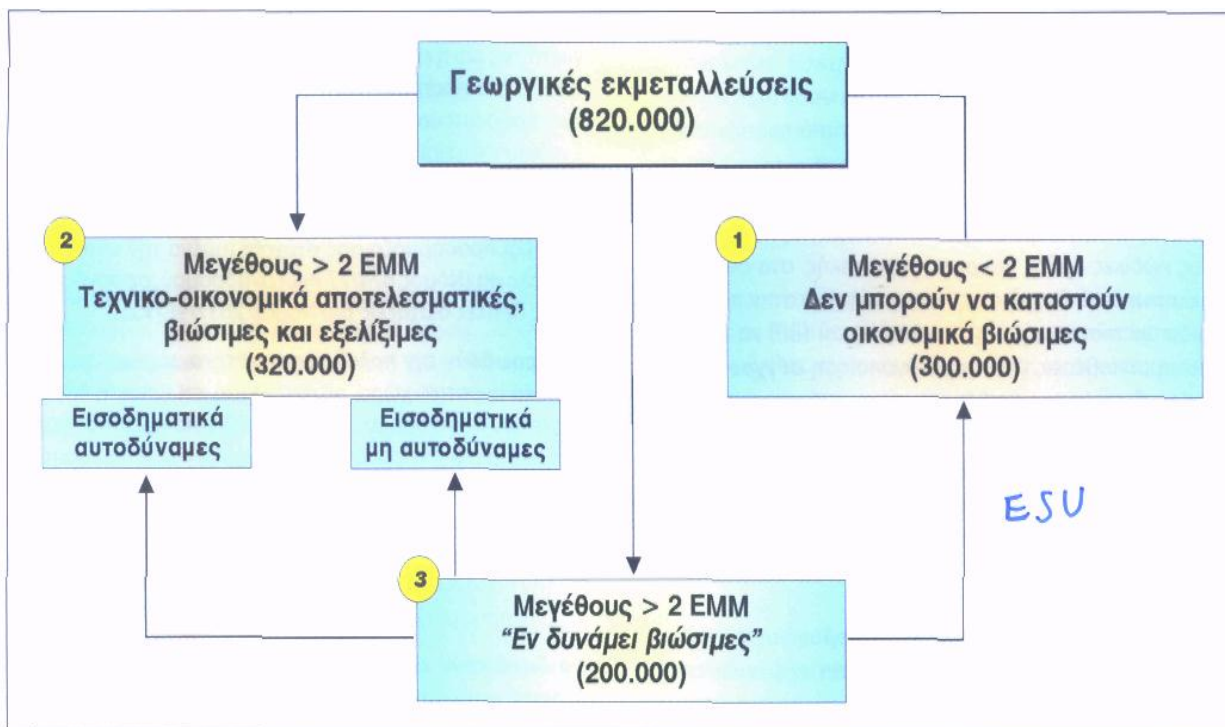 Γεωργικές εκμεταλλεύσεις
(820.000)
2
Μεγέθους > 2 ΕΜΜ
Τεχνικο-οικονομικά αποτελεσματικές,
βιώσιμες και εξελίξιμες
(320.000)
Εισοδηματικά
αυτοδύναμες
Εισοδηματικά
μη αυτοδύναμες
1
Μεγέθους < 2 ΕΜΜ
Δεν μπορούν να καταστούν
οικονομικά βιώσιμες
(300.000)
ESU
3
Μεγέθους > 2 ΕΜΜ
“Εν δυνάμει βιώσιμες”
(200.000)